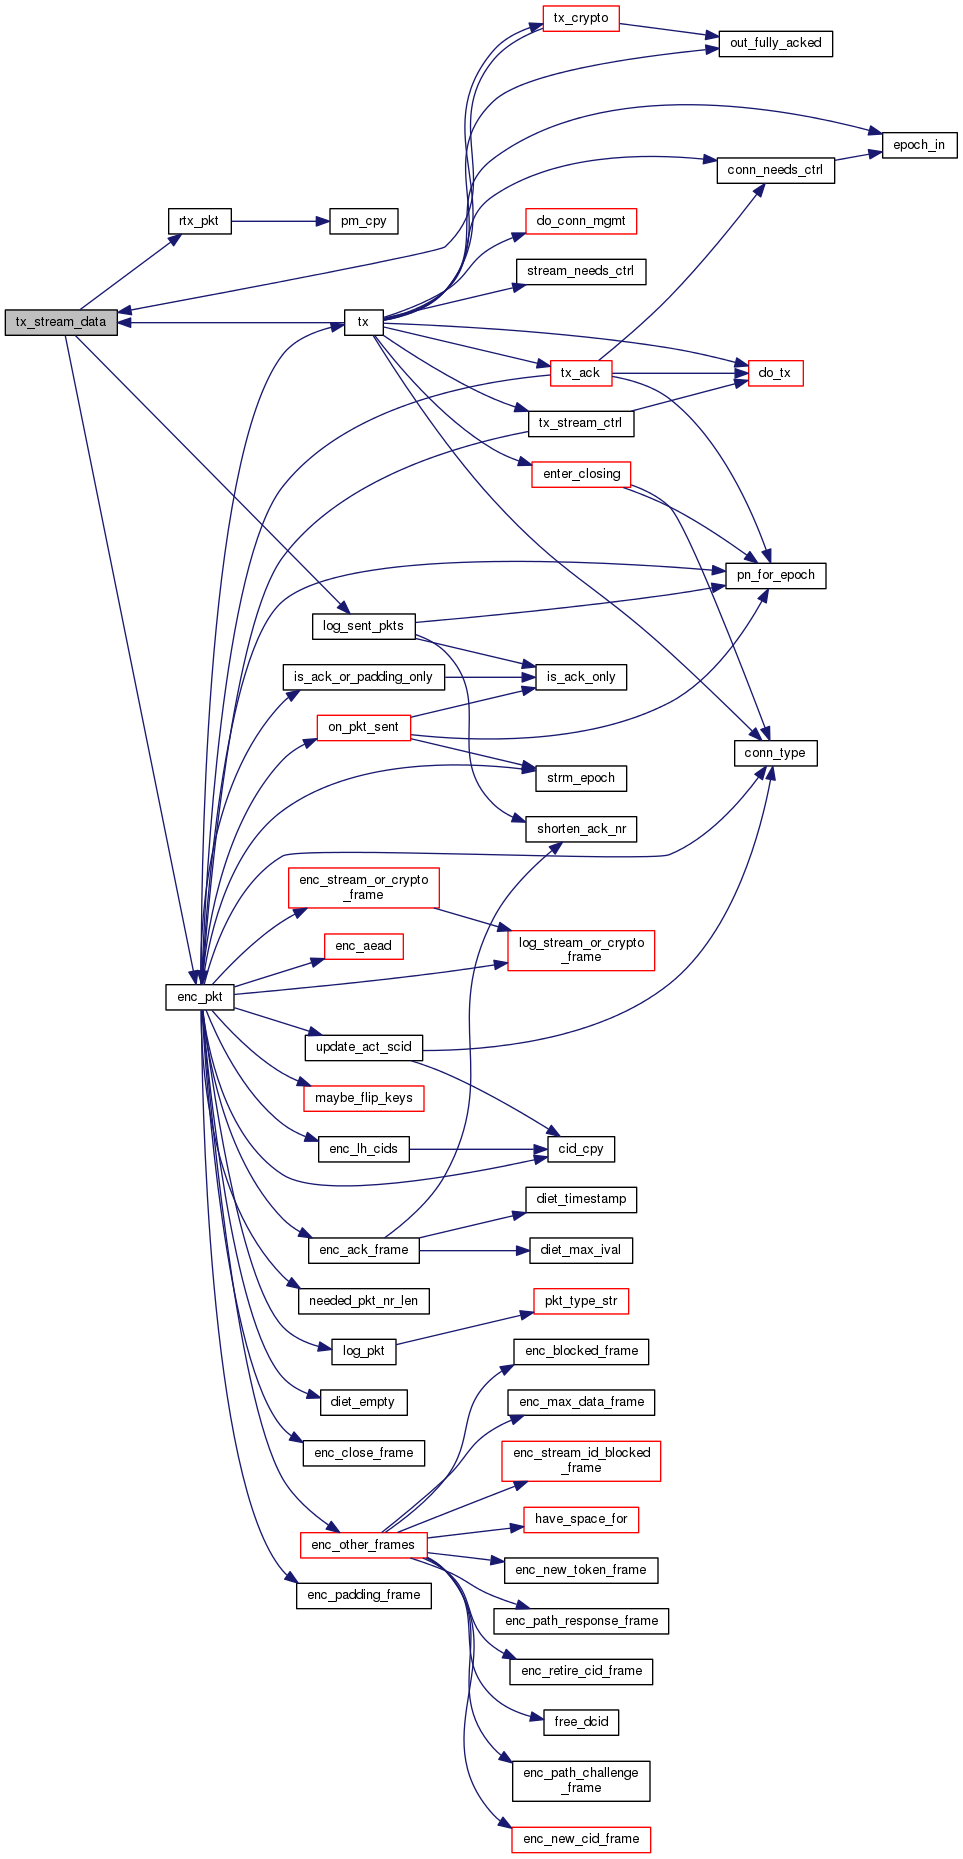 tx_crypto
out_fully_acked
epoch_in
conn_needs_ctrl
rtx_pkt
pm_cpy
do_conn_mgmt
stream_needs_ctrl
tx_stream_data
tx
tx_ack
do_tx
tx_stream_ctrl
enter_closing
pn_for_epoch
log_sent_pkts
is_ack_or_padding_only
is_ack_only
on_pkt_sent
conn_type
strm_epoch
shorten_ack_nr
enc_stream_or_crypto
_frame
enc_aead
log_stream_or_crypto
_frame
enc_pkt
update_act_scid
maybe_flip_keys
enc_lh_cids
cid_cpy
diet_timestamp
enc_ack_frame
diet_max_ival
needed_pkt_nr_len
pkt_type_str
log_pkt
enc_blocked_frame
diet_empty
enc_max_data_frame
enc_close_frame
enc_stream_id_blocked
_frame
have_space_for
enc_other_frames
enc_new_token_frame
enc_padding_frame
enc_path_response_frame
enc_retire_cid_frame
free_dcid
enc_path_challenge
_frame
enc_new_cid_frame